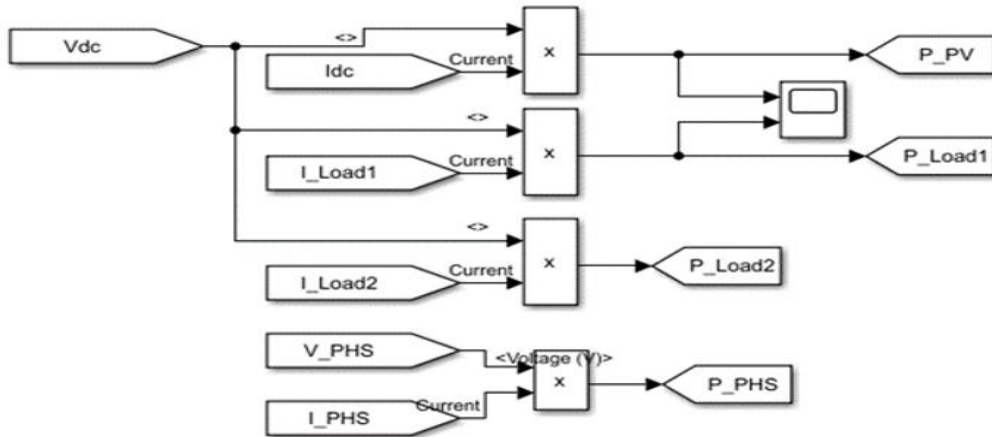 Vdc
<>
Idc
Current
x
P_PV
<>
I_Load1
Current
x
P_Load1
<>
I_Load2
Current
x
P_Load2
V_PHS
<Voltage (V)>
I_PHS
Current
x
P_PHS